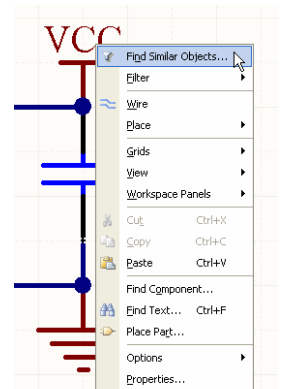 VCC
Find Similar Objects...
Filter
Wire
Place
Grids
View
Workspace Panels
Cut Ctrl+X
Copy Ctrl+C
Paste Ctrl+V
Find Component...
Find Text... Ctrl+F
Place Part...
Options
Properties...